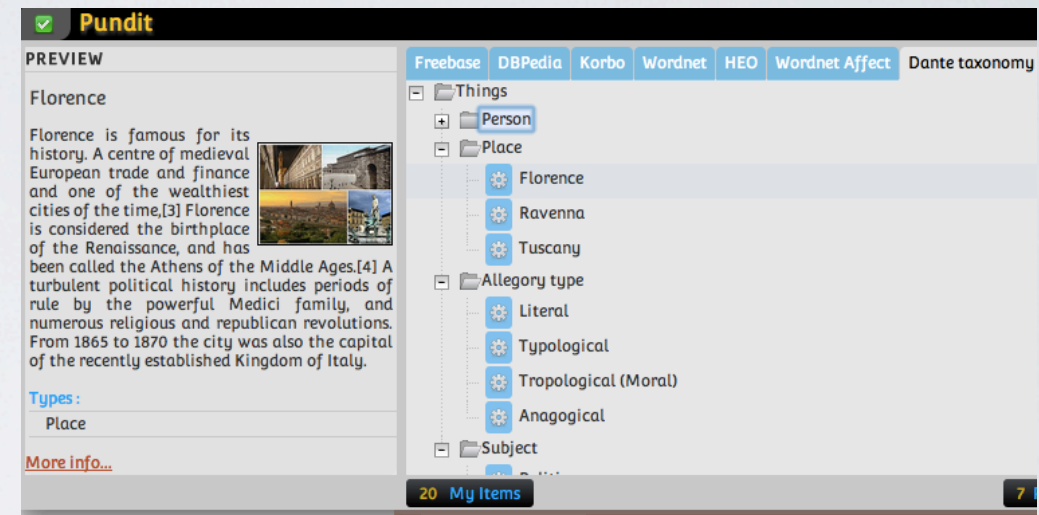 Pundit
PREVIEW
Florence
Florence is famous for its
history. A centre of medieval
European trade and finance
and one of the wealthiest
cities of the time,[3] Florence
is considered the birthplace
of the Renaissance, and has
been called the Athens of the Middle Ages.[4] A
turbulent political history includes periods of
rule by the powerful Medici family, and
numerous religious and republican revolutions.
From 1865 to 1870 the city was also the capital
of the recently established Kingdom of Italy.
Types :
Place
More info...
Freebase DBPedia Korbo Wordnet HEO Wordnet Affect Dante taxonomy
Things
Person
Place
Florence
Ravenna
Tuscany
Allegory type
Literal
Typological
Tropological (Moral)
Anagogical
Subject
20 My Items
7